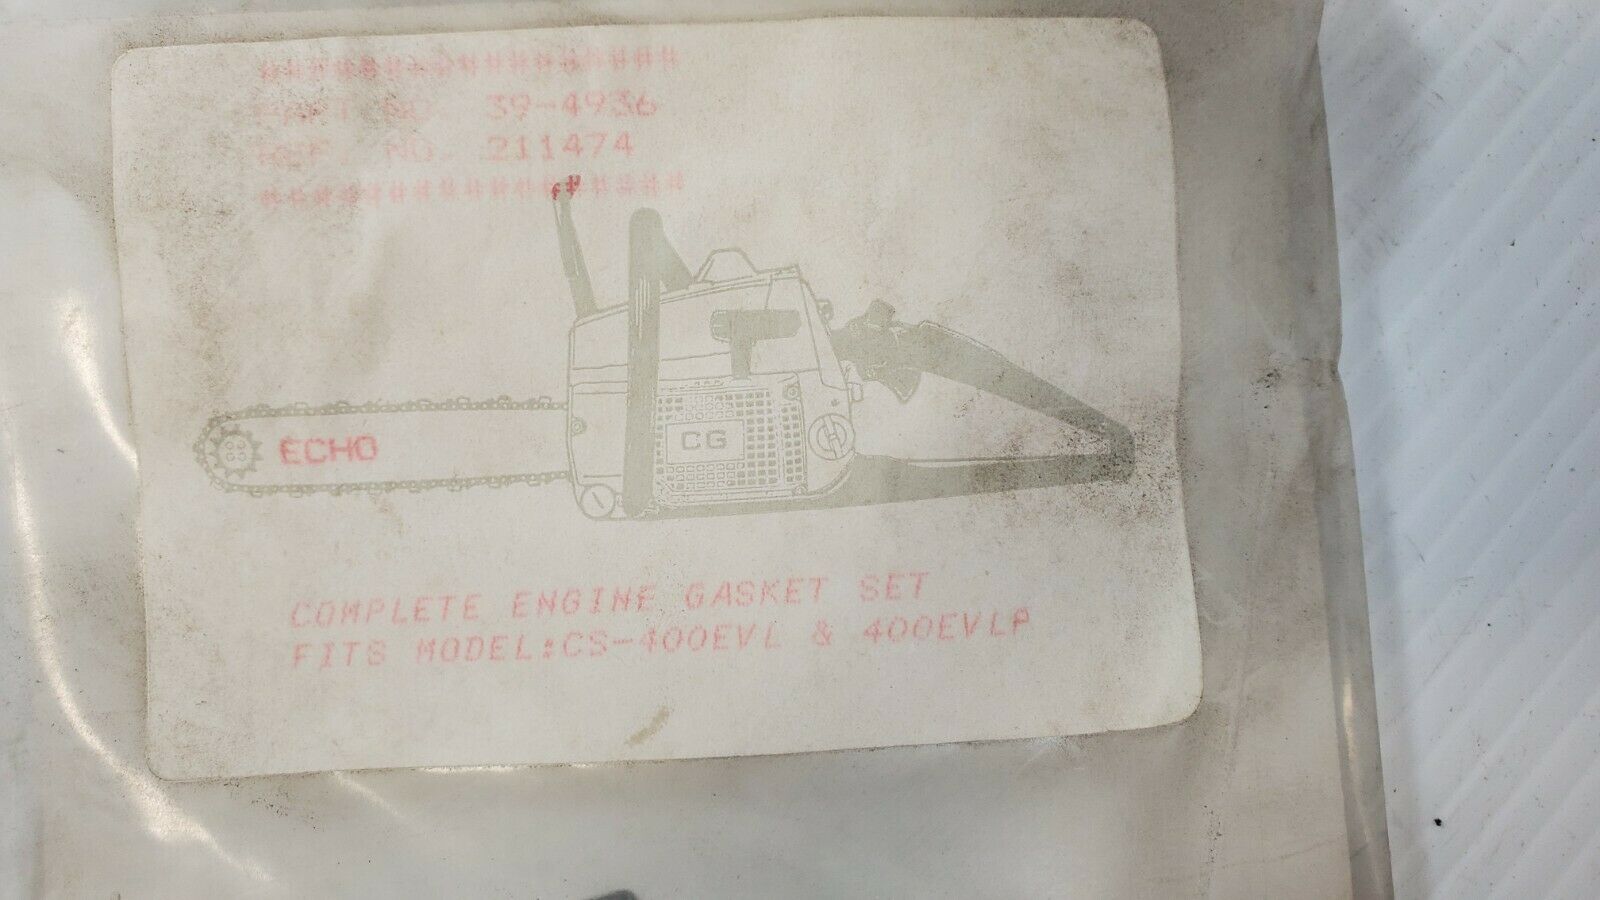 ################
PART NO. 39-4936
REF. NO. 211474
################
ECHO
CG
COMPLETE ENGINE GASKET SET
FITS MODEL:CS-400EVL & 400EVLP